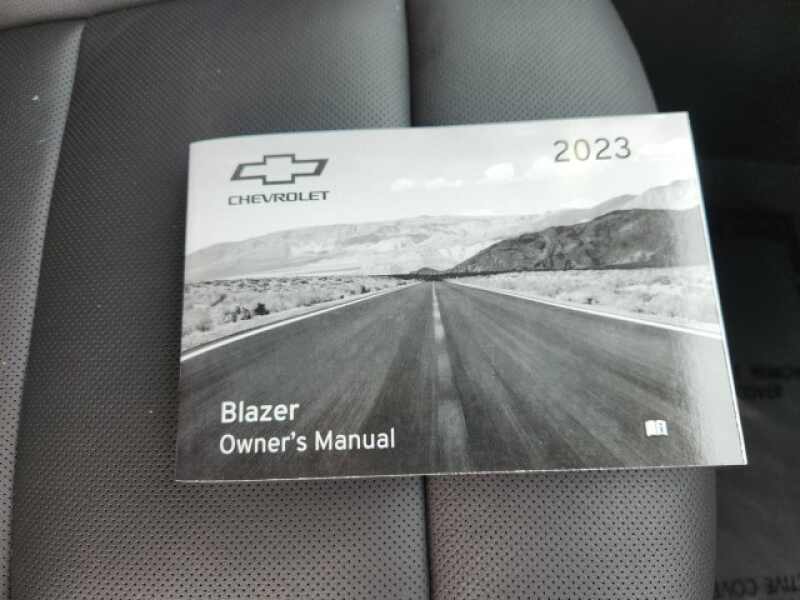 2023
CHEVROLET
Blazer
Owner's Manual